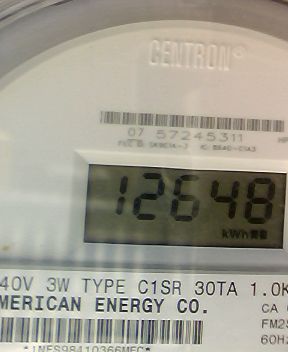 CENTRON®
07 57245311
12648
kWh
40V 3W TYPE C1SR 30TA 1.0K
MERICAN ENERGY CO.
CA
FM2S
60H